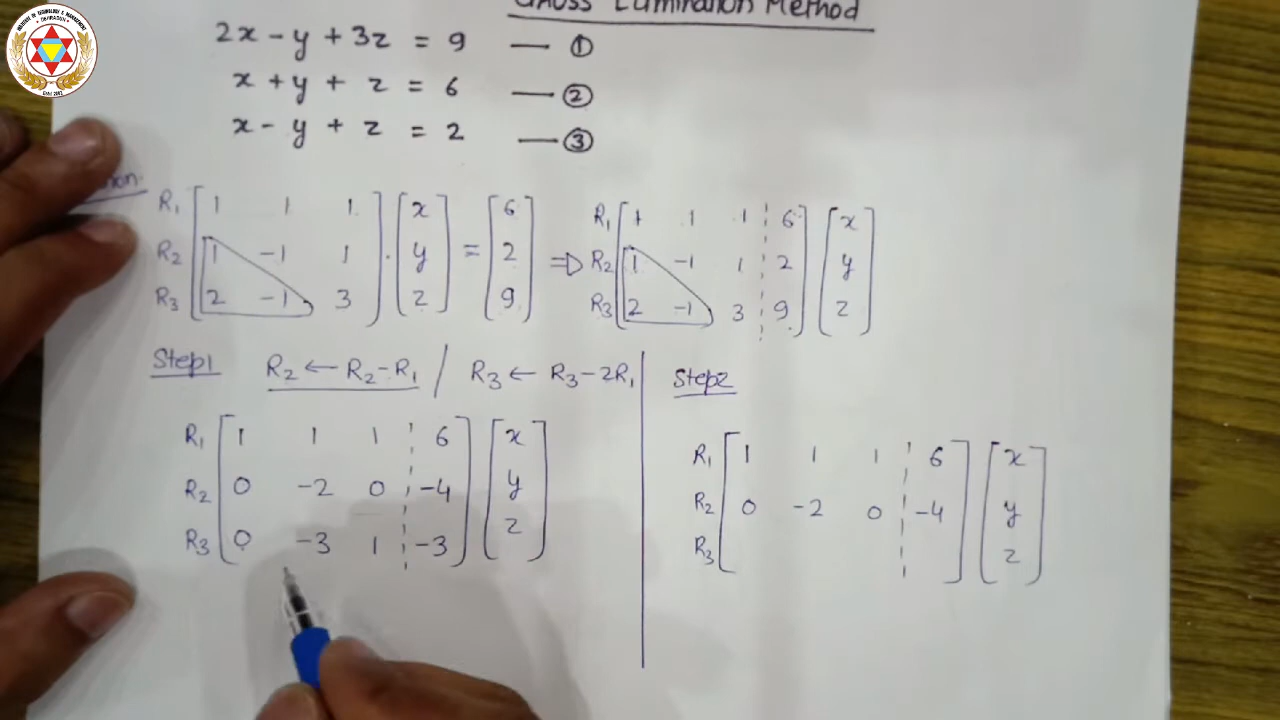 Gauss Elimination Method
2x - y + 3z = 9 — ①
x + y + z = 6 — ②
x - y + z = 2 — ③
R₁ [ 1 1 1 ] [ x ] [ 6 ] R₁ [ 1 1 1 ¦ 6 ] [ x ]
R₂ [ 1 -1 1 ] . [ y ] = [ 2 ] ⇒ R₂ [ 1 -1 1 ¦ 2 ] [ y ]
R₃ [ 2 -1 3 ] [ z ] [ 9 ] R₃ [ 2 -1 3 ¦ 9 ] [ z ]
Step1 R₂ ← R₂-R₁ / R₃ ← R₃-2R₁
R₁ [ 1 1 1 ¦ 6 ] [ x ]
R₂ [ 0 -2 0 ¦ -4 ] [ y ]
R₃ [ 0 -3 1 ¦ -3 ] [ z ]
Step2
R₁ [ 1 1 1 ¦ 6 ] [ x ]
R₂ [ 0 -2 0 ¦ -4 ] [ y ]
R₃ [ ¦ ] [ z ]